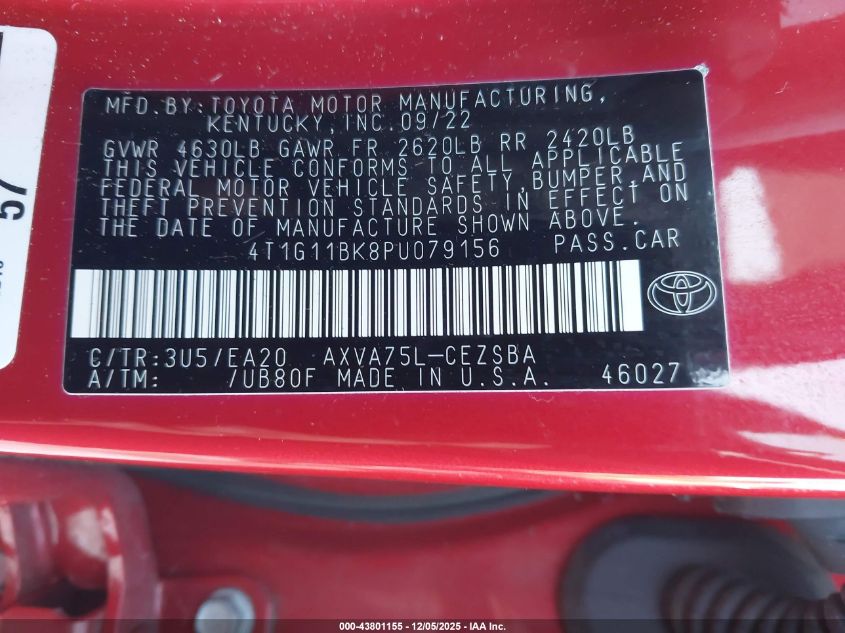 57
MFD.BY:TOYOTA MOTOR MANUFACTURING,
KENTUCKY,INC.09/22
GVWR 4630LB GAWR FR 2620LB RR 2420LB
THIS VEHICLE CONFORMS TO ALL APPLICABLE
FEDERAL MOTOR VEHICLE SAFETY,BUMPER,AND
THEFT PREVENTION STANDARDS IN EFFECT ON
THE DATE OF MANUFACTURE SHOWN ABOVE.
4T1G11BK8PU079156 PASS.CAR
C/TR:3U5/EA20 AXVA75L-CEZSBA
A/TM: /UB80F MADE IN U.S.A. 46027
000-43801155 - 12/05/2025 - IAA Inc.